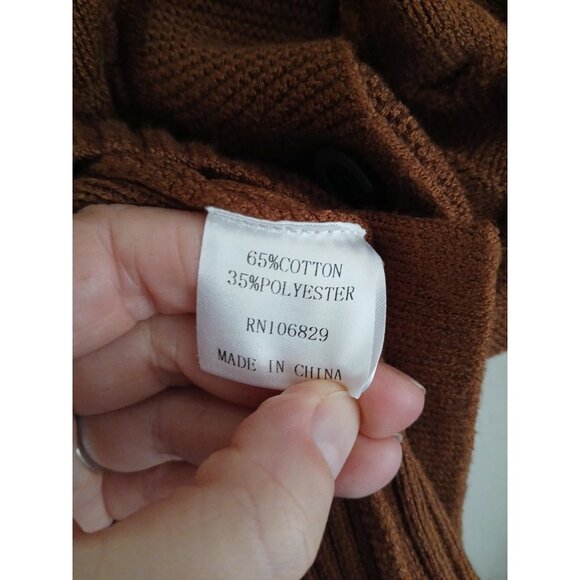 65%COTTON
35%POLYESTER
RN106829
MADE IN CHINA